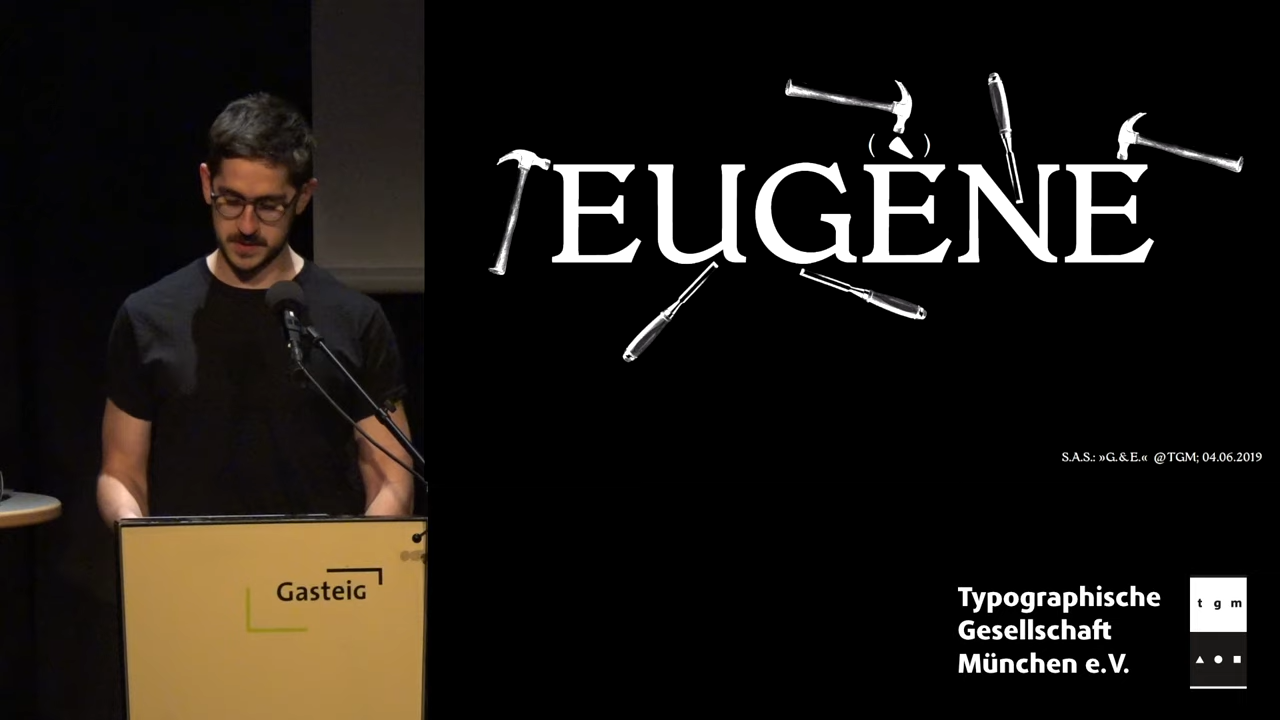 EUGÈNE
S.A.S.: »G.&E.« @TGM; 04.06.2019
Gasteig
Typographische
Gesellschaft
München e.V.
t g m